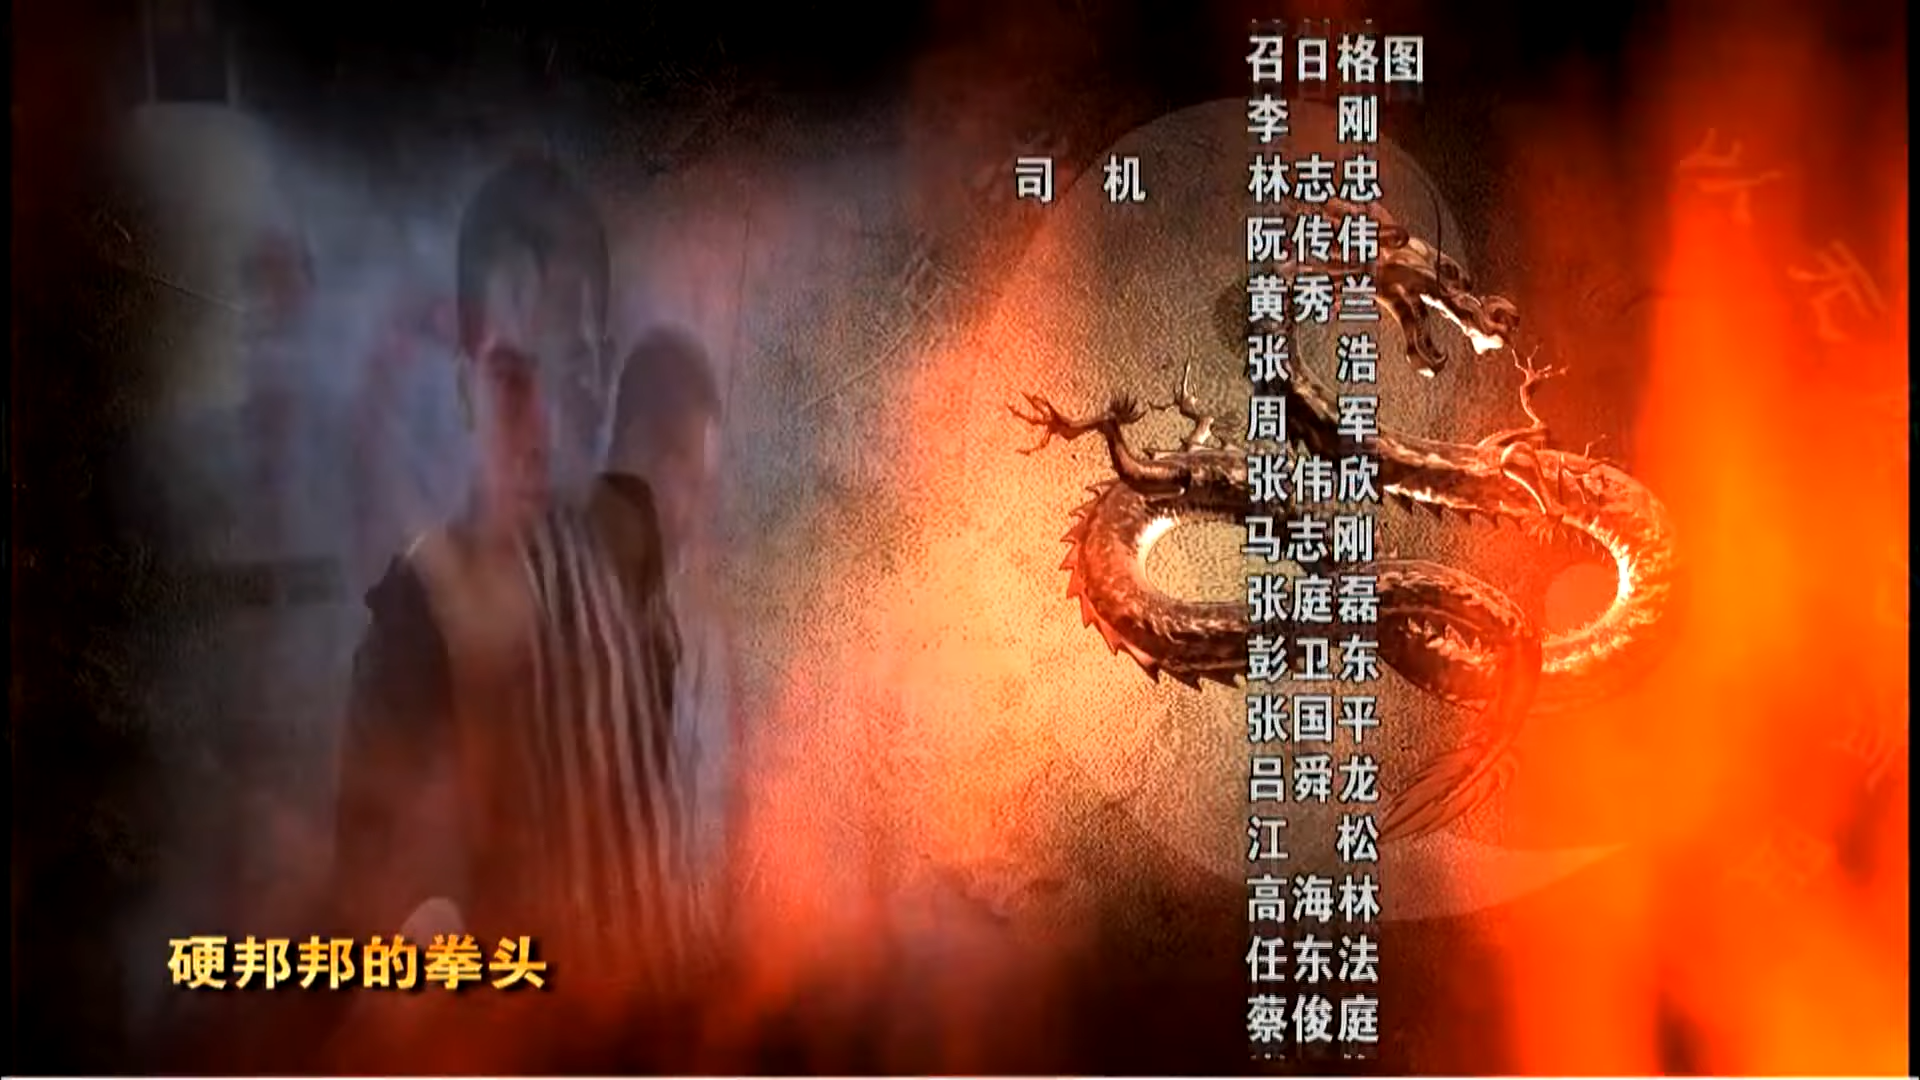 召日格图
李 刚
司 机 林志忠
阮传伟
黄秀兰
张 浩
周 军
张伟欣
马志刚
张庭磊
彭卫东
张国平
吕舜龙
江 松
高海林
任东法
蔡俊庭
硬邦邦的拳头